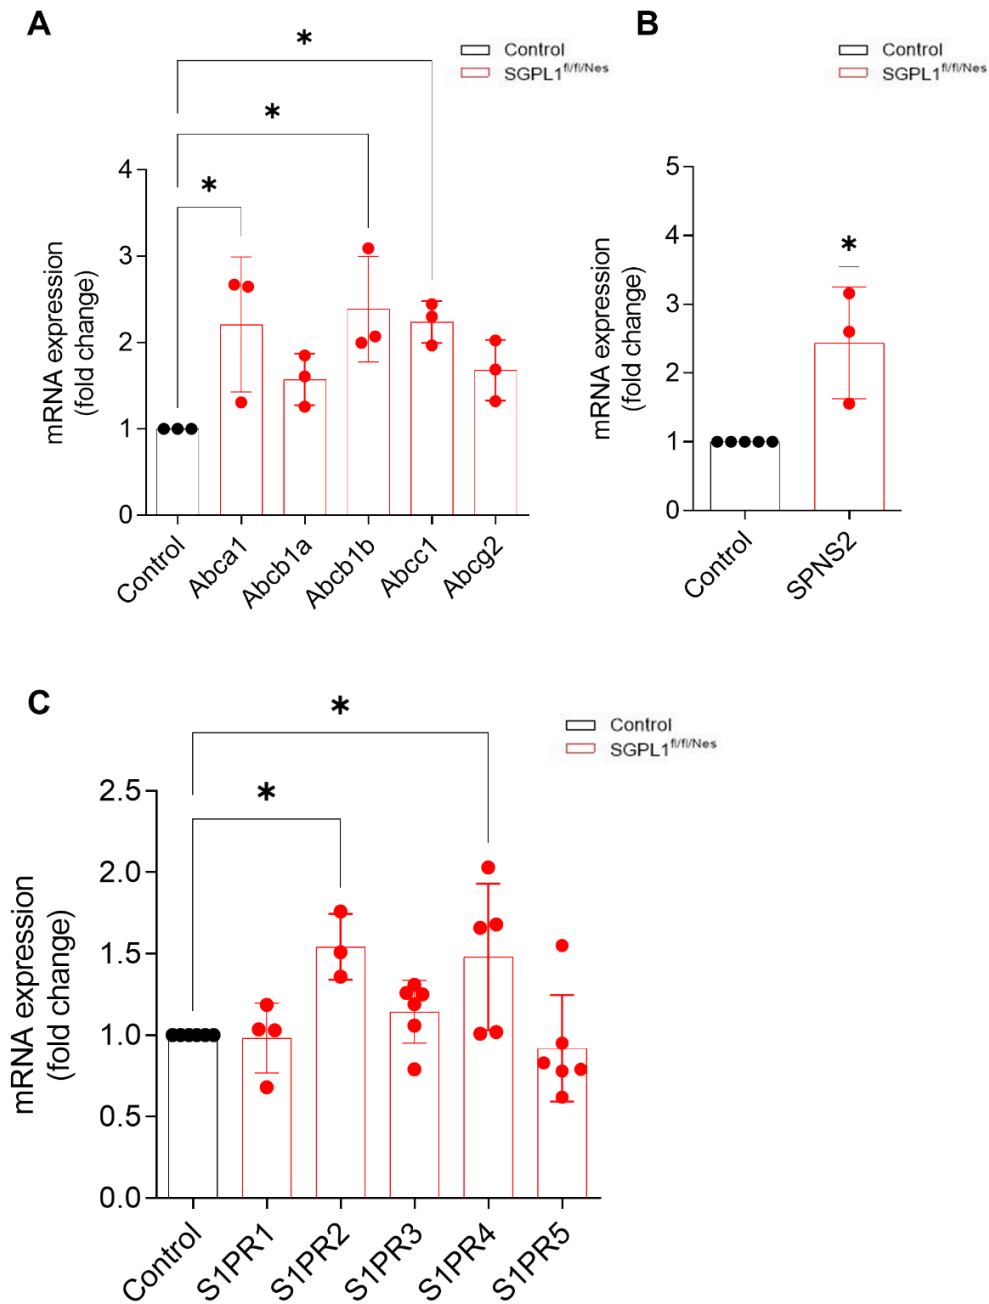 A
*
Control
SGPL1fl/fl/Nes
*
*
mRNA expression
(fold change)
4
3
2
1
0
Control
Abca1
Abcb1a
Abcb1b
Abcc1
Abcg2
B
Control
SGPL1fl/fl/Nes
*
mRNA expression
(fold change)
5
4
3
2
1
0
Control
SPNS2
C
*
Control
SGPL1fl/fl/Nes
*
mRNA expression
(fold change)
2.5
2.0
1.5
1.0
0.5
0.0
Control
S1PR1
S1PR2
S1PR3
S1PR4
S1PR5